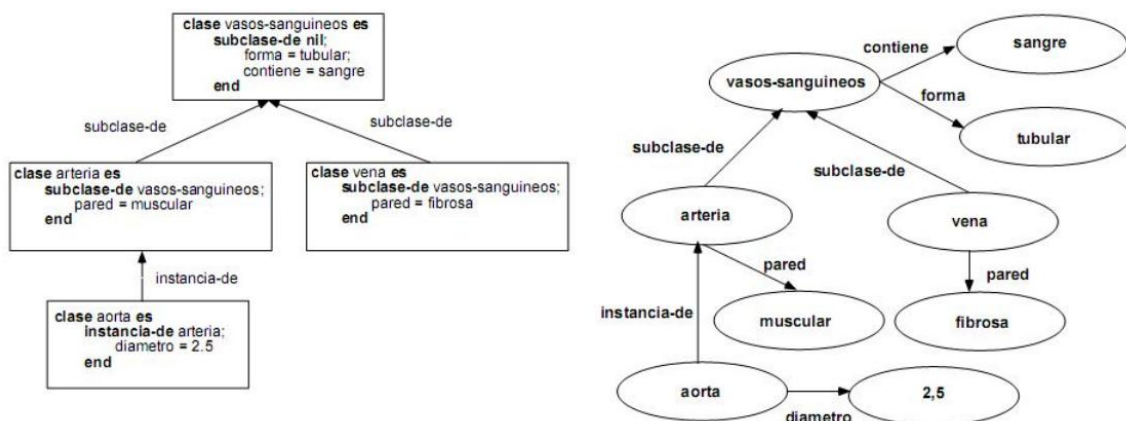 clase vasos-sanguineos es
subclase-de nil;
forma = tubular;
contiene = sangre
end
subclase-de
subclase-de
clase arteria es
subclase-de vasos-sanguineos;
pared = muscular
end
clase vena es
subclase-de vasos-sanguineos;
pared = fibrosa
end
instancia-de
clase aorta es
instancia-de arteria;
diametro = 2.5
end
contiene
sangre
vasos-sanguineos
forma
tubular
subclase-de
subclase-de
arteria
vena
pared
pared
instancia-de
muscular
fibrosa
aorta
2,5
diametro